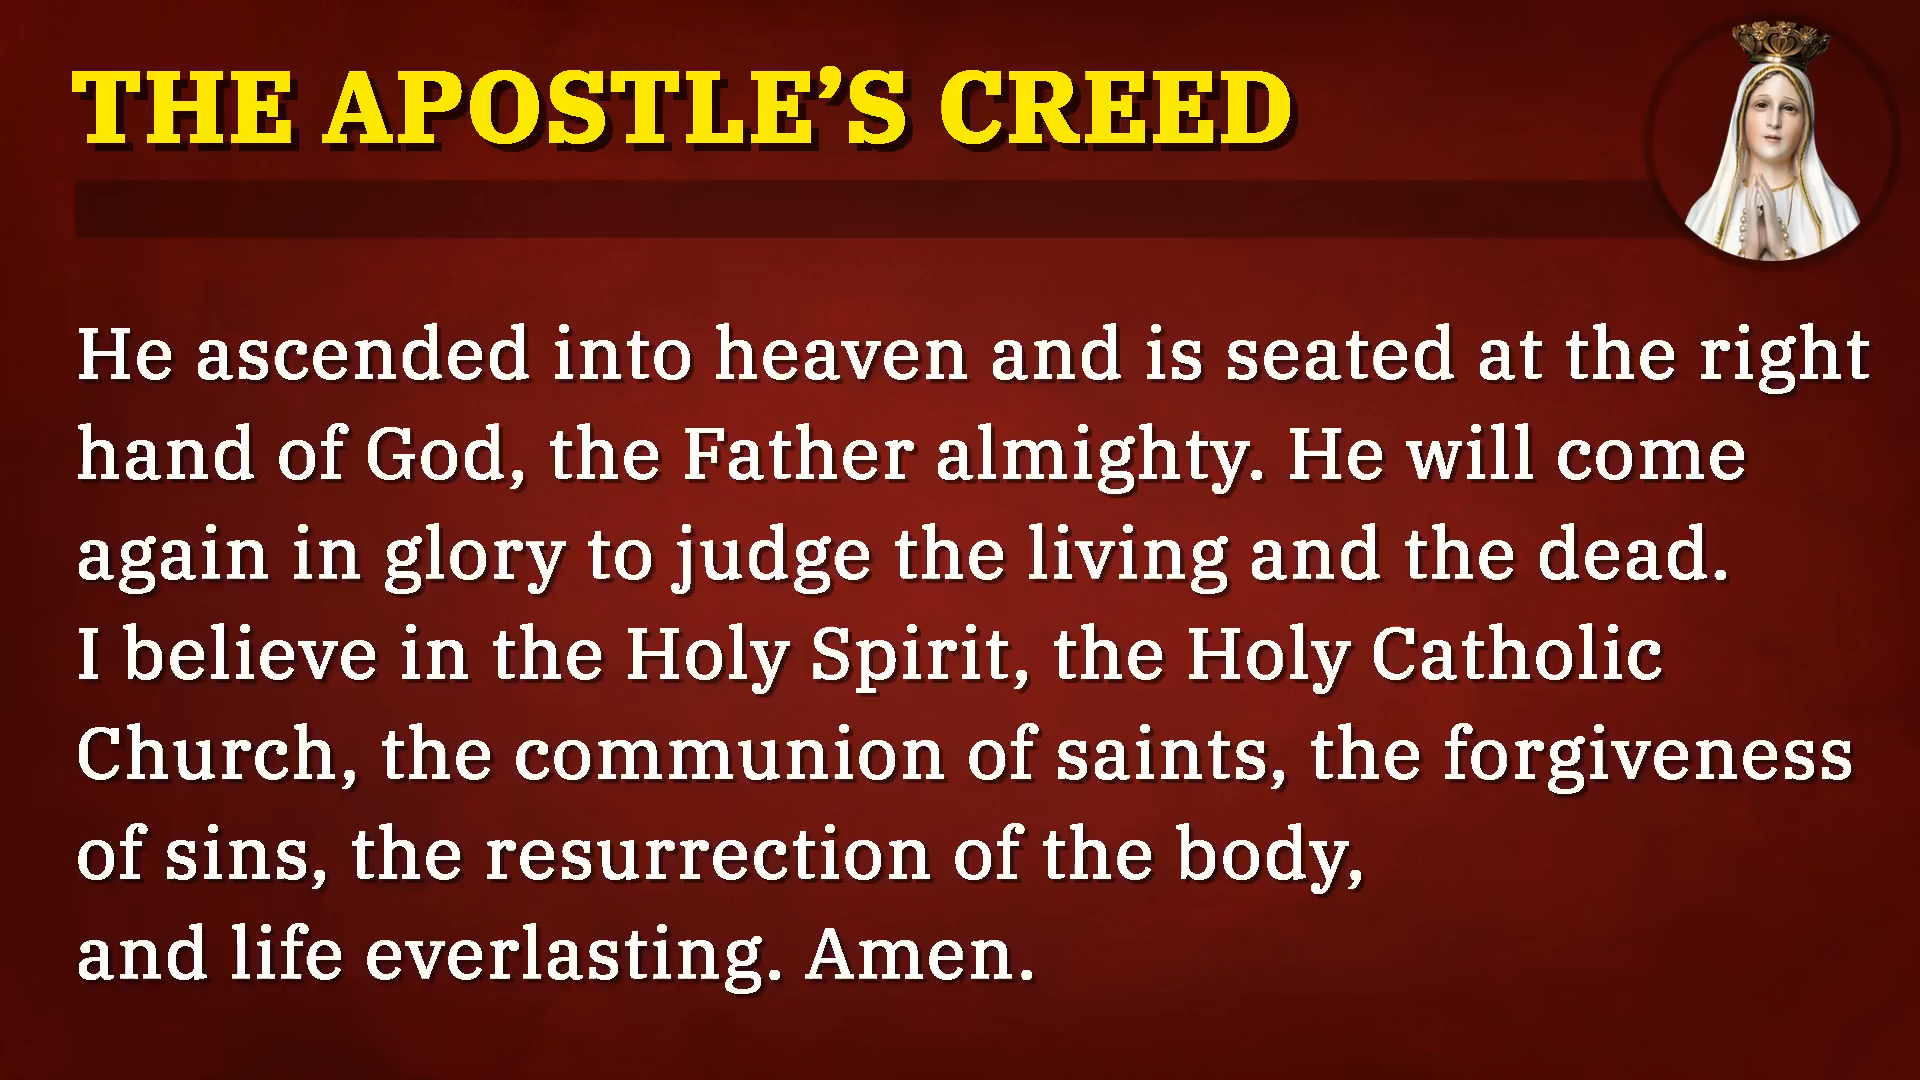 THE APOSTLE’S CREED
He ascended into heaven and is seated at the right
hand of God, the Father almighty. He will come
again in glory to judge the living and the dead.
I believe in the Holy Spirit, the Holy Catholic
Church, the communion of saints, the forgiveness
of sins, the resurrection of the body,
and life everlasting. Amen.